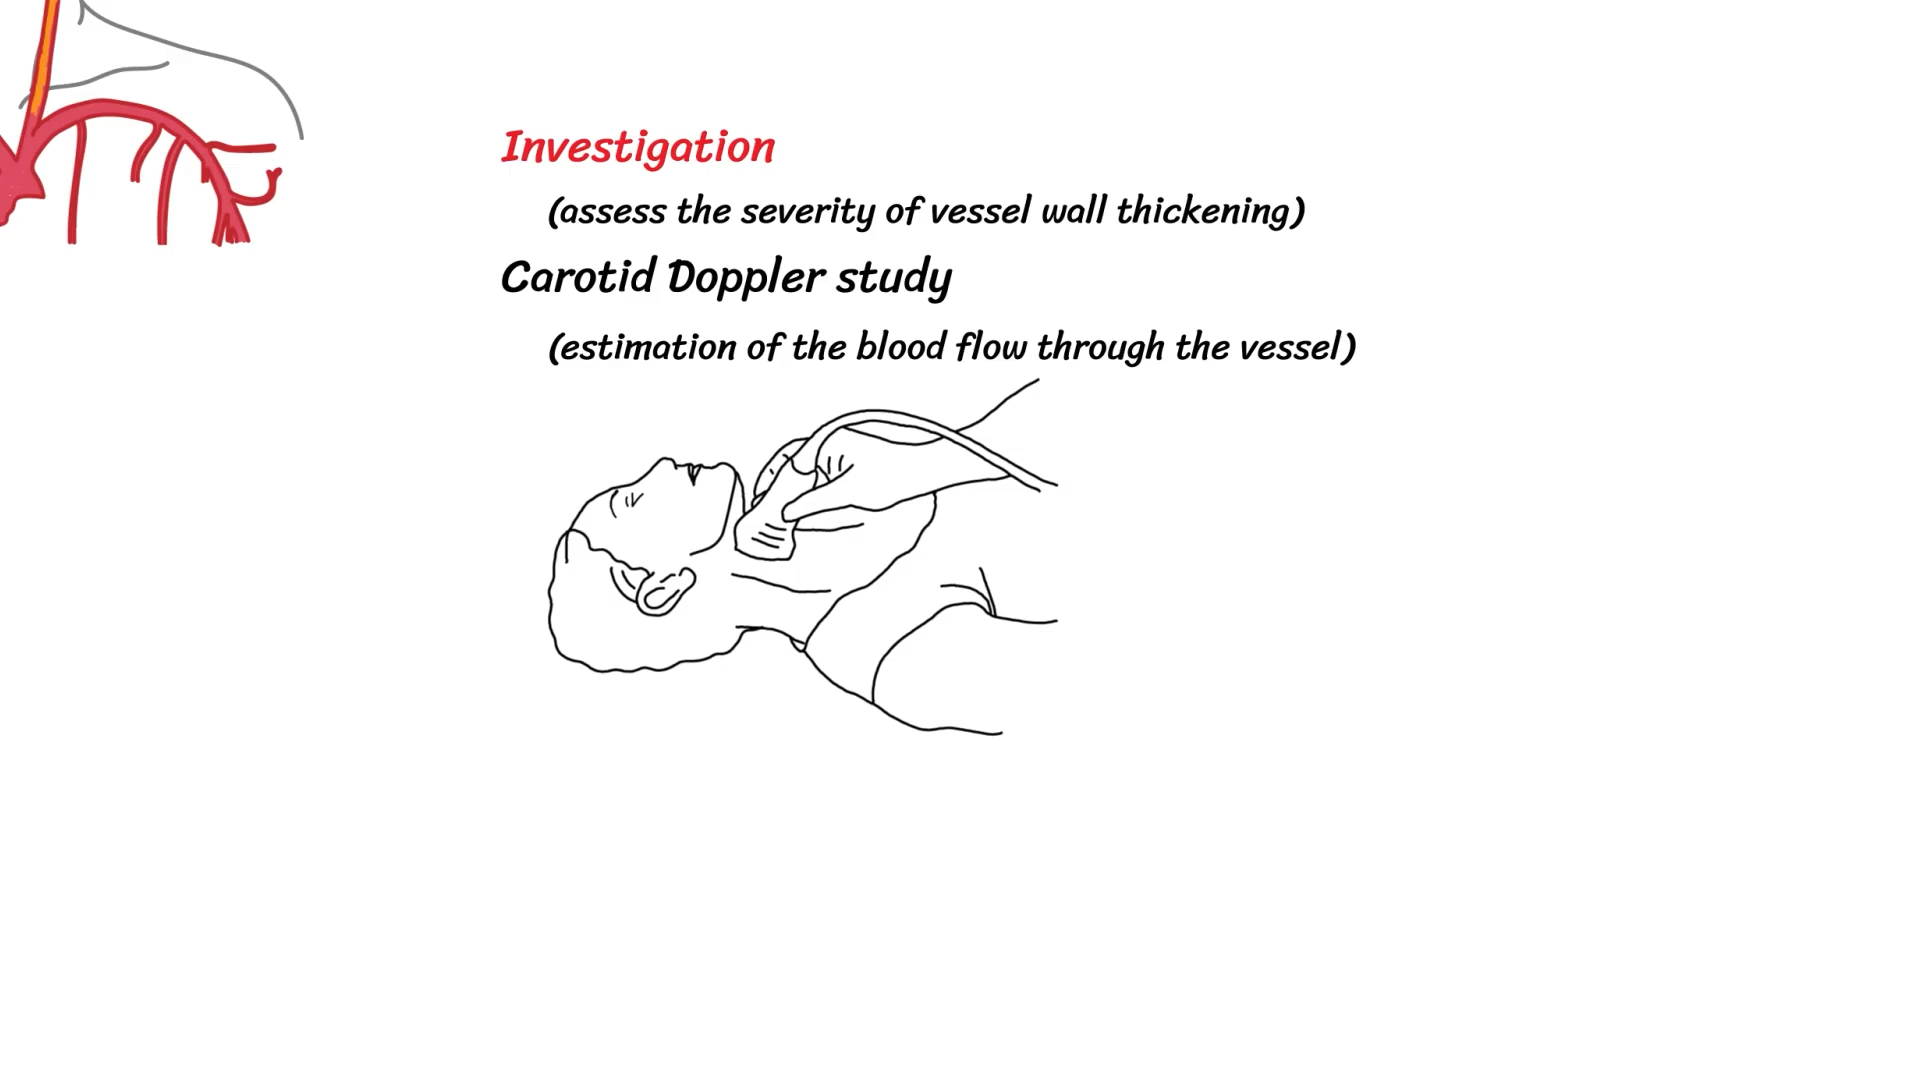 Investigation
(assess the severity of vessel wall thickening)
Carotid Doppler study
(estimation of the blood flow through the vessel)